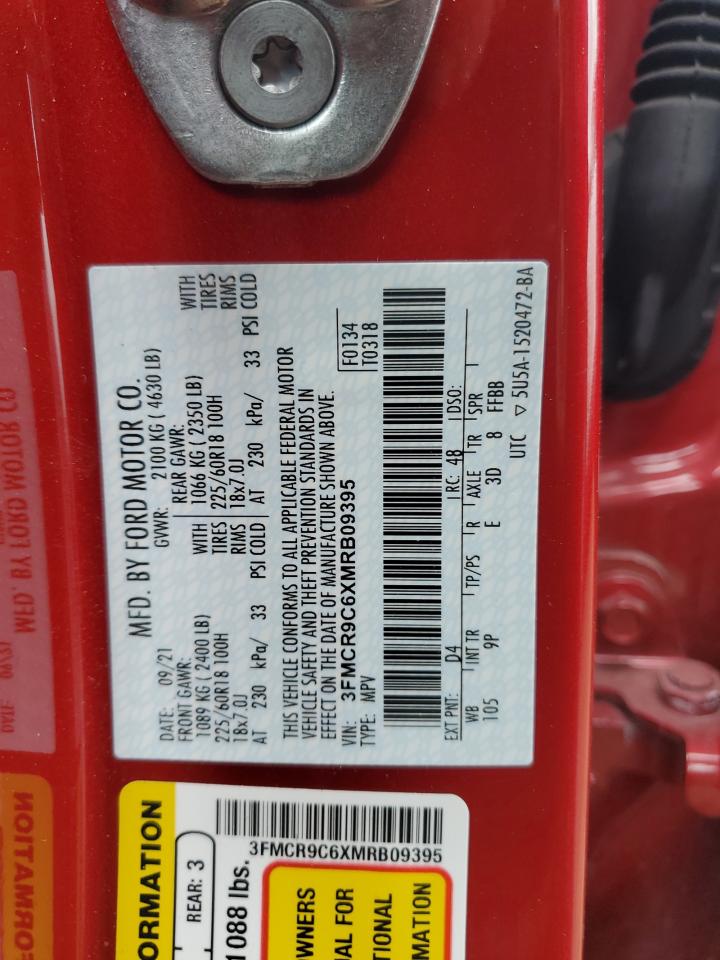 MFD. BY FORD MOTOR CO.
DATE: 09/21 GVWR: 2100 KG ( 4630 LB)
FRONT GAWR: REAR GAWR:
1089 KG ( 2400 LB) WITH 1066 KG ( 2350 LB) WITH
225/60R18 100H TIRES 225/60R18 100H TIRES
18x7.0J RIMS 18x7.0J RIMS
AT 230 kPa/ 33 PSI COLD AT 230 kPa/ 33 PSI COLD
THIS VEHICLE CONFORMS TO ALL APPLICABLE FEDERAL MOTOR
VEHICLE SAFETY AND THEFT PREVENTION STANDARDS IN
EFFECT ON THE DATE OF MANUFACTURE SHOWN ABOVE.
VIN: 3FMCR9C6XMRB09395 F0134
TYPE: MPV T0318
EXT PNT: D4 RC: 48 DSO:
WB INT TR TP/PS R AXLE TR SPR
105 9P E 3D 8 FFBB
UTC ▽ 5U5A-1520472-BA
ORMATION
REAR: 3
1088 lbs.
3FMCR9C6XMRB09395
OWNERS
UAL FOR
TIONAL
MATION